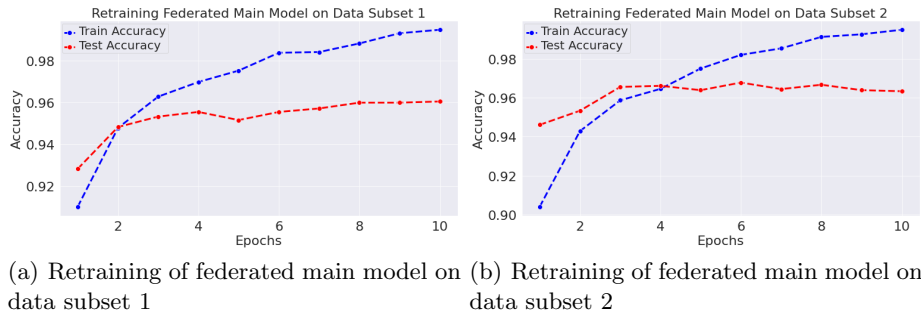 Retraining Federated Main Model on Data Subset 1
Train Accuracy
Test Accuracy
0.98
0.96
0.94
0.92
Accuracy
2
4
6
8
10
Epochs
Retraining Federated Main Model on Data Subset 2
Train Accuracy
Test Accuracy
0.98
0.96
0.94
0.92
0.90
Accuracy
2
4
6
8
10
Epochs
(a) Retraining of federated main model on
data subset 1
(b) Retraining of federated main model on
data subset 2